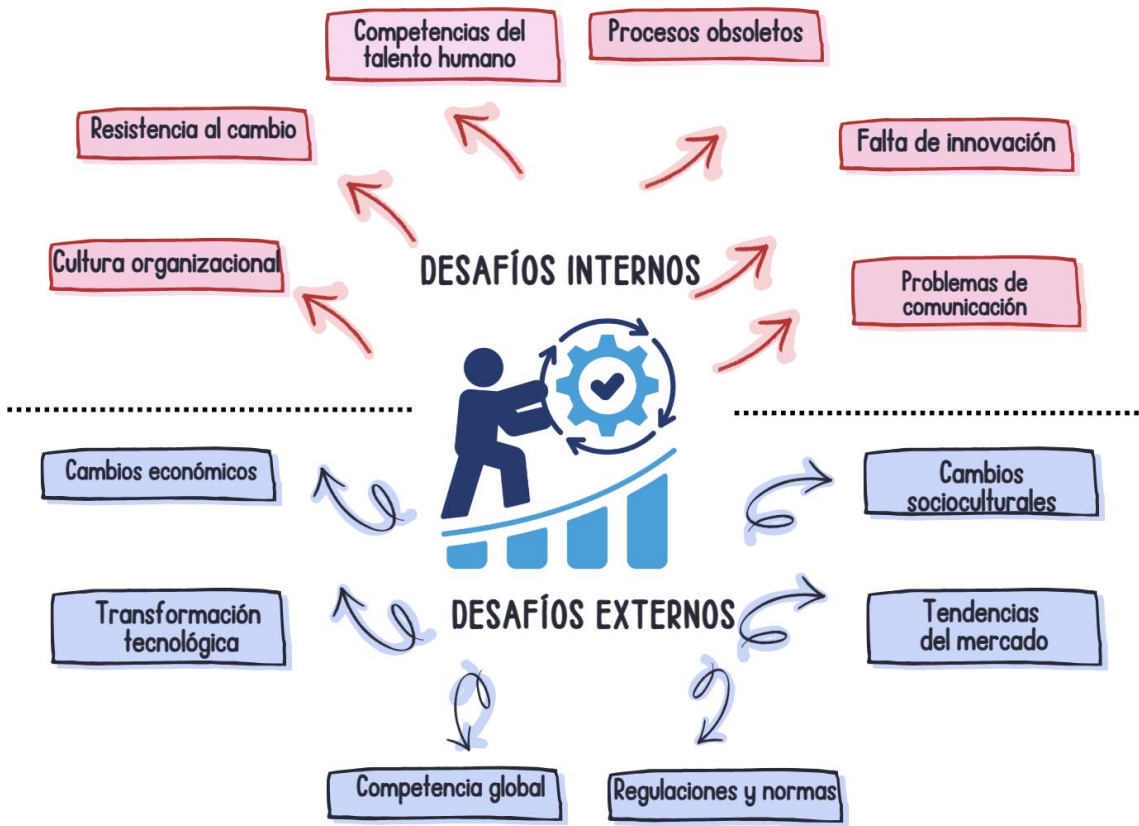 Competencias del
talento humano
Procesos obsoletos
Resistencia al cambio
Falta de innovación
Cultura organizacional
DESAFÍOS INTERNOS
Problemas de
comunicación
Cambios económicos
Cambios
socioculturales
Transformación
tecnológica
DESAFÍOS EXTERNOS
Tendencias
del mercado
Competencia global
Regulaciones y normas